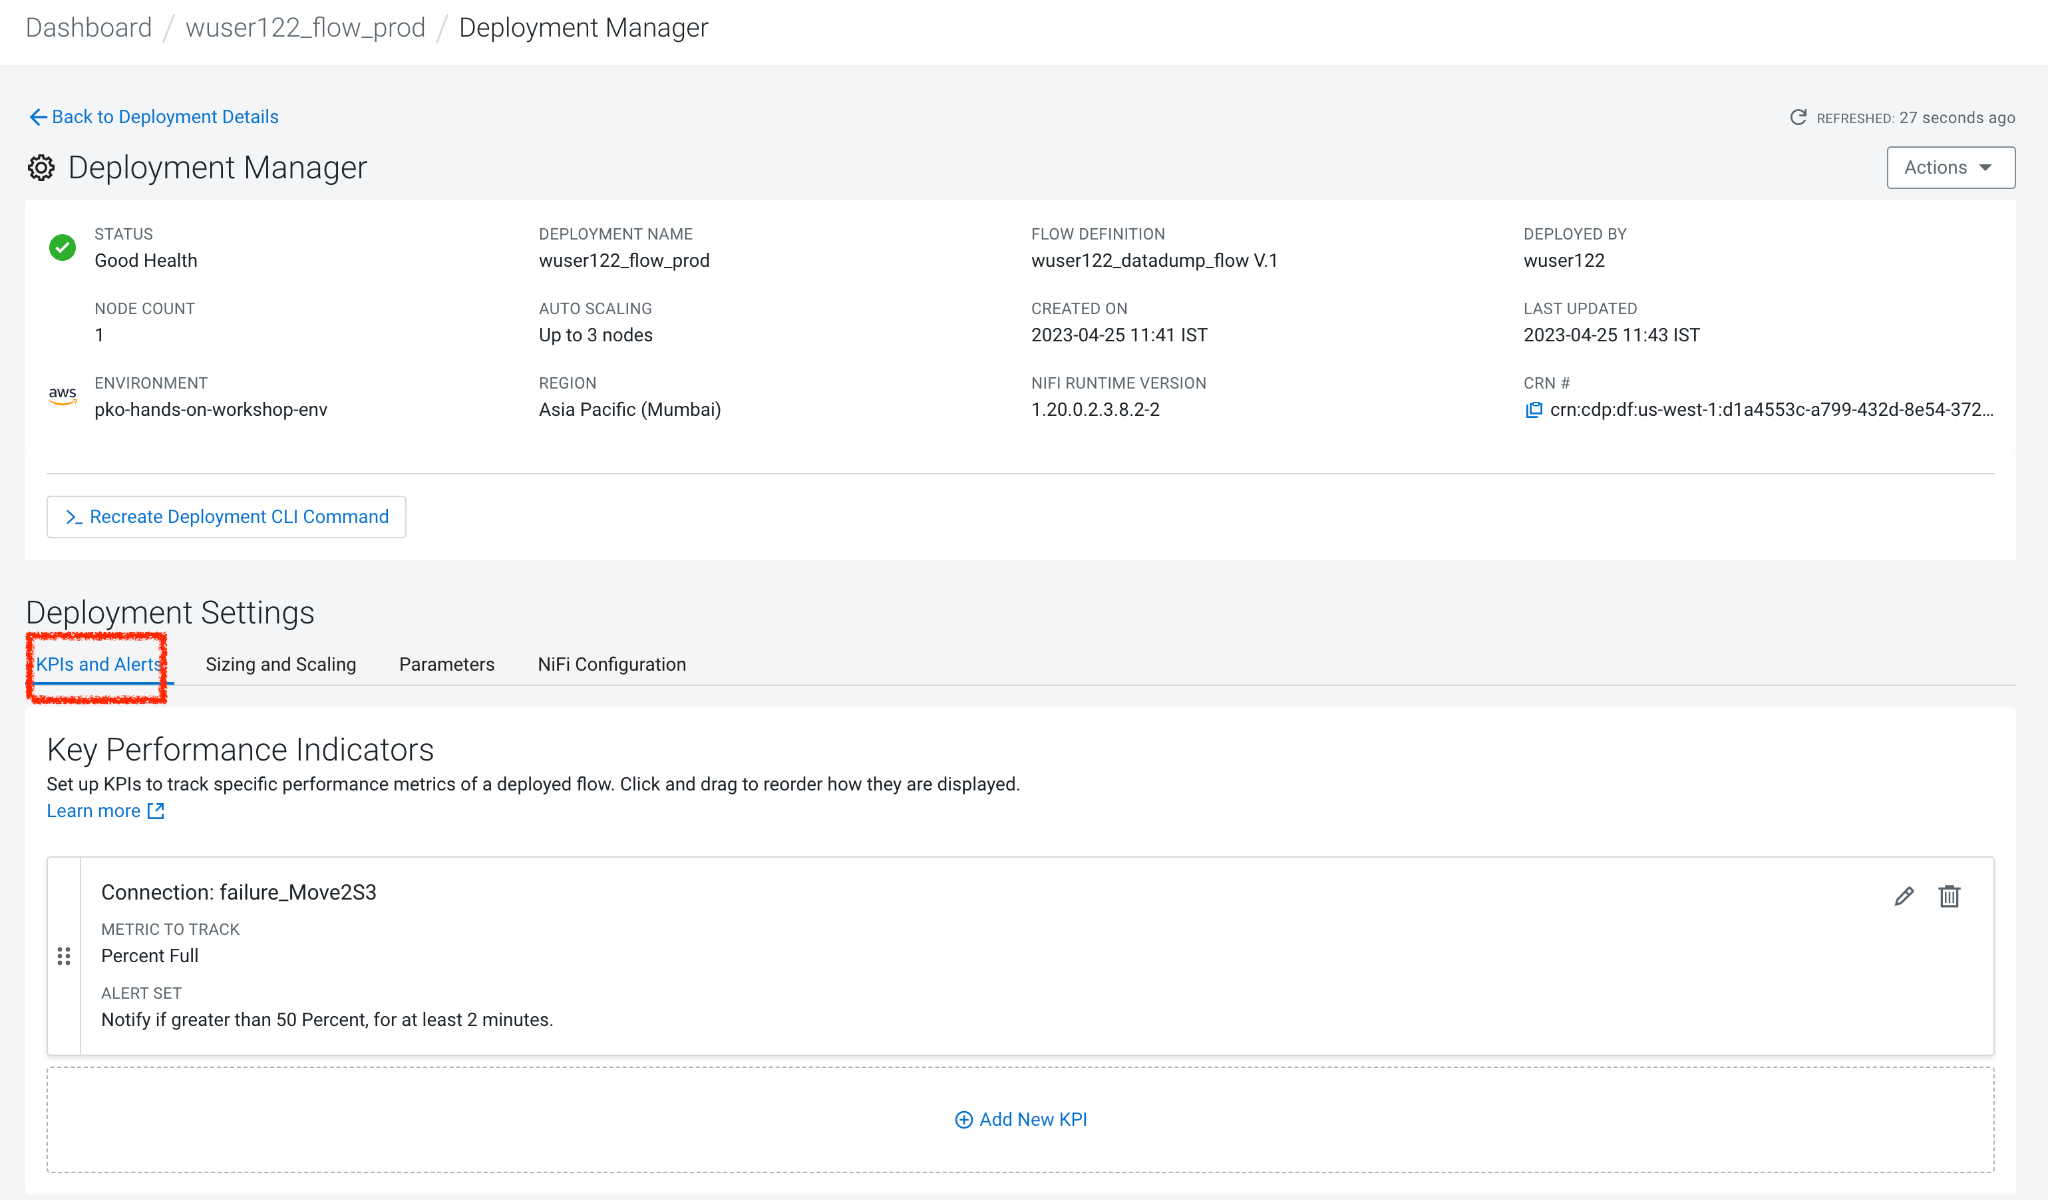 Dashboard / wuser122_flow_prod / Deployment Manager
Back to Deployment Details
REFRESHED: 27 seconds ago
Deployment Manager
Actions
STATUS
Good Health
DEPLOYMENT NAME
wuser122_flow_prod
FLOW DEFINITION
wuser122_datadump_flow V.1
DEPLOYED BY
wuser122
NODE COUNT
1
AUTO SCALING
Up to 3 nodes
CREATED ON
2023-04-25 11:41 IST
LAST UPDATED
2023-04-25 11:43 IST
aws
ENVIRONMENT
pko-hands-on-workshop-env
REGION
Asia Pacific (Mumbai)
NIFI RUNTIME VERSION
1.20.0.2.3.8.2-2
CRN #
crn:cdp:df:us-west-1:d1a4553c-a799-432d-8e54-372...
>_ Recreate Deployment CLI Command
Deployment Settings
KPIs and Alerts
Sizing and Scaling
Parameters
NiFi Configuration
Key Performance Indicators
Set up KPIs to track specific performance metrics of a deployed flow. Click and drag to reorder how they are displayed.
Learn more
Connection: failure_Move2S3
METRIC TO TRACK
Percent Full
ALERT SET
Notify if greater than 50 Percent, for at least 2 minutes.
Add New KPI